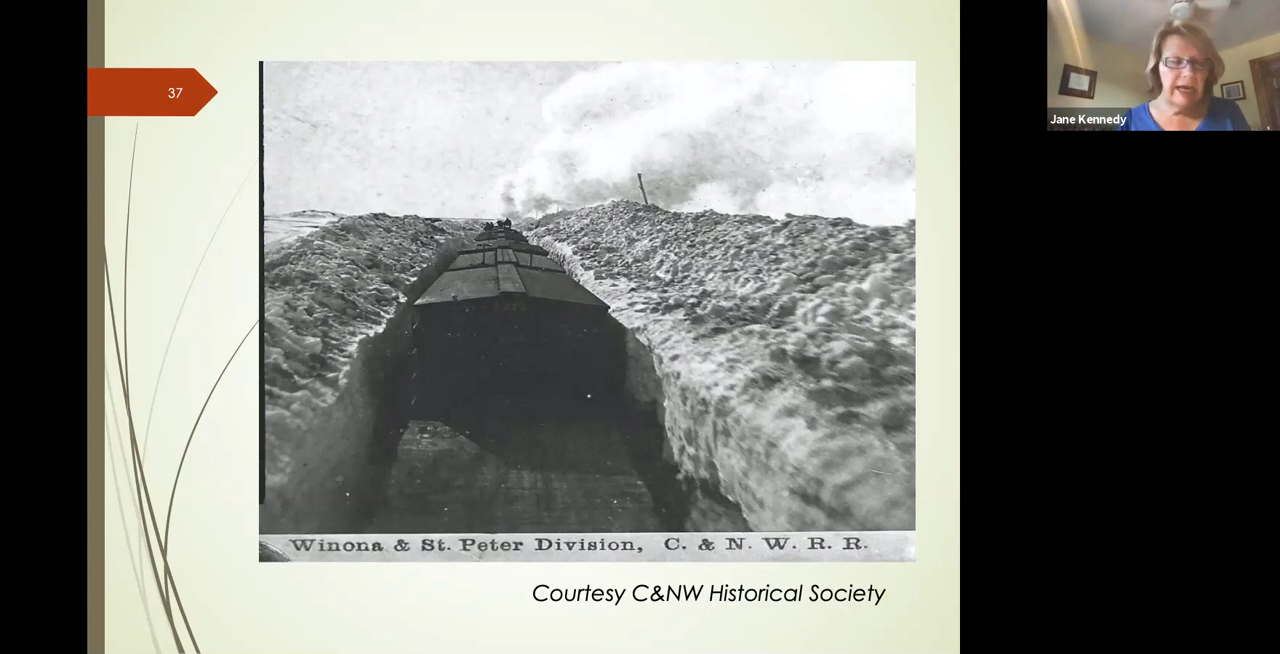 37
Winona & St. Peter Division, C. & N. W. R. R.
Courtesy C&NW Historical Society
Jane Kennedy